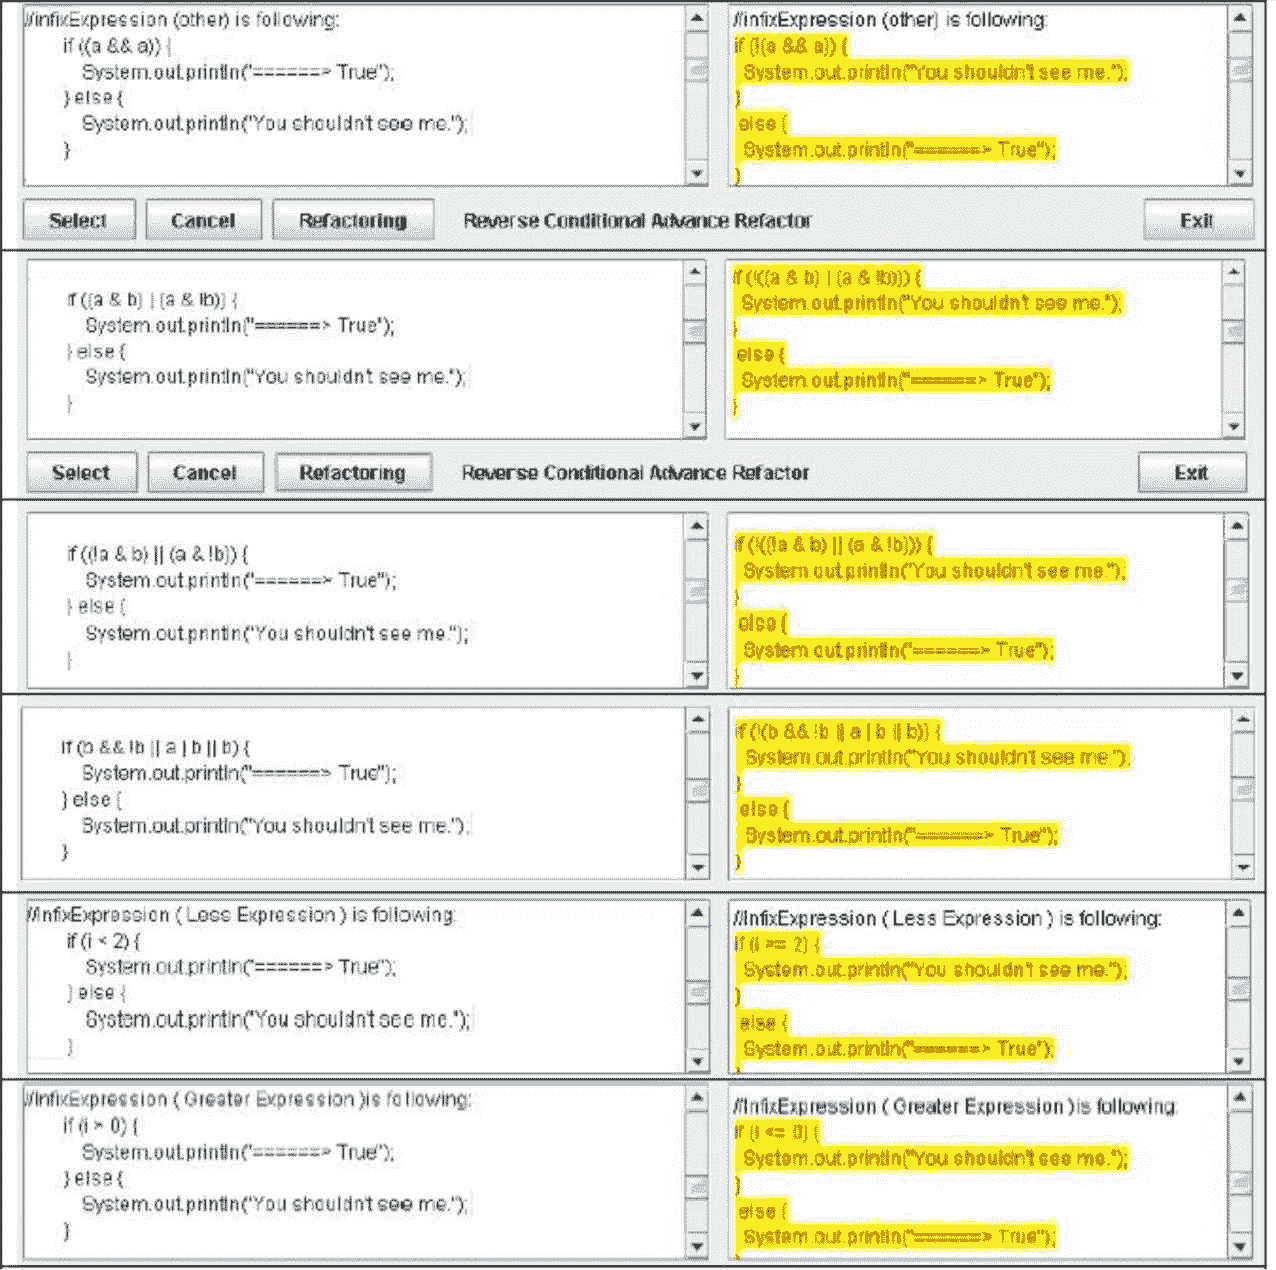 //infixExpression (other) is following:
if ((a && a)) {
System.out.println("======> True");
} else {
System.out.println("You shouldn't see me.");
}
//infixExpression (other) is following:
if (!(a && a)) {
System.out.println("You shouldn't see me.");
}
else {
System.out.println("======> True");
}
Select Cancel Refactoring Reverse Conditional Advance Refactor Exit
if ((a & b) | (a & !b)) {
System.out.println("======> True");
} else {
System.out.println("You shouldn't see me.");
}
if (!((a & b) | (a & !b))) {
System.out.println("You shouldn't see me.");
}
else {
System.out.println("======> True");
}
Select Cancel Refactoring Reverse Conditional Advance Refactor Exit
if ((!a & b) || (a & !b)) {
System.out.println("======> True");
} else {
System.out.println("You shouldn't see me.");
}
if (!((!a & b) || (a & !b))) {
System.out.println("You shouldn't see me.");
}
else {
System.out.println("======> True");
}
if (b && !b || a | b || b) {
System.out.println("======> True");
} else {
System.out.println("You shouldn't see me.");
}
if (!(b && !b || a | b || b)) {
System.out.println("You shouldn't see me.");
}
else {
System.out.println("======> True");
}
//InfixExpression ( Less Expression ) is following:
if (i < 2) {
System.out.println("======> True");
} else {
System.out.println("You shouldn't see me.");
}
//InfixExpression ( Less Expression ) is following:
if (i >= 2) {
System.out.println("You shouldn't see me.");
}
else {
System.out.println("======> True");
//InfixExpression ( Greater Expression )is following:
if (i > 0) {
System.out.println("======> True");
} else {
System.out.println("You shouldn't see me.");
}
//InfixExpression ( Greater Expression )is following:
if (i <= 0) {
System.out.println("You shouldn't see me.");
}
else {
System.out.println("======> True");